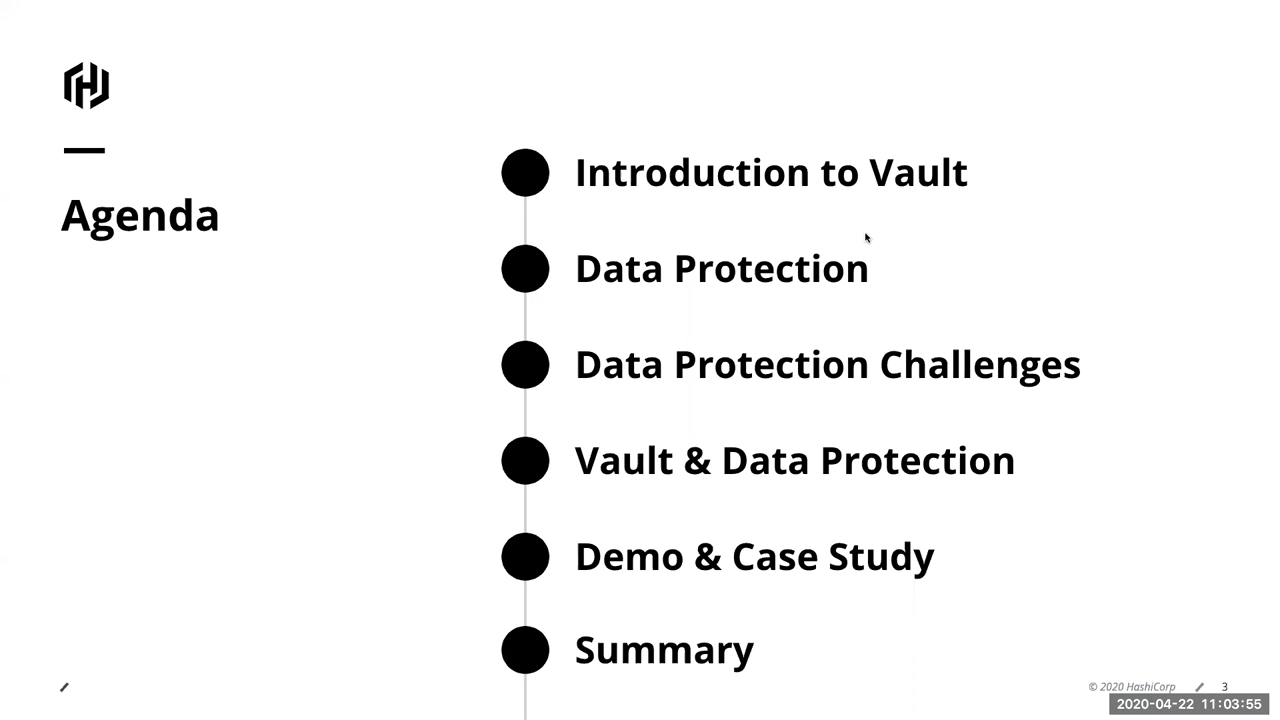 Agenda
Introduction to Vault
Data Protection
Data Protection Challenges
Vault & Data Protection
Demo & Case Study
Summary
© 2020 HashiCorp
3
2020-04-22 11:03:55